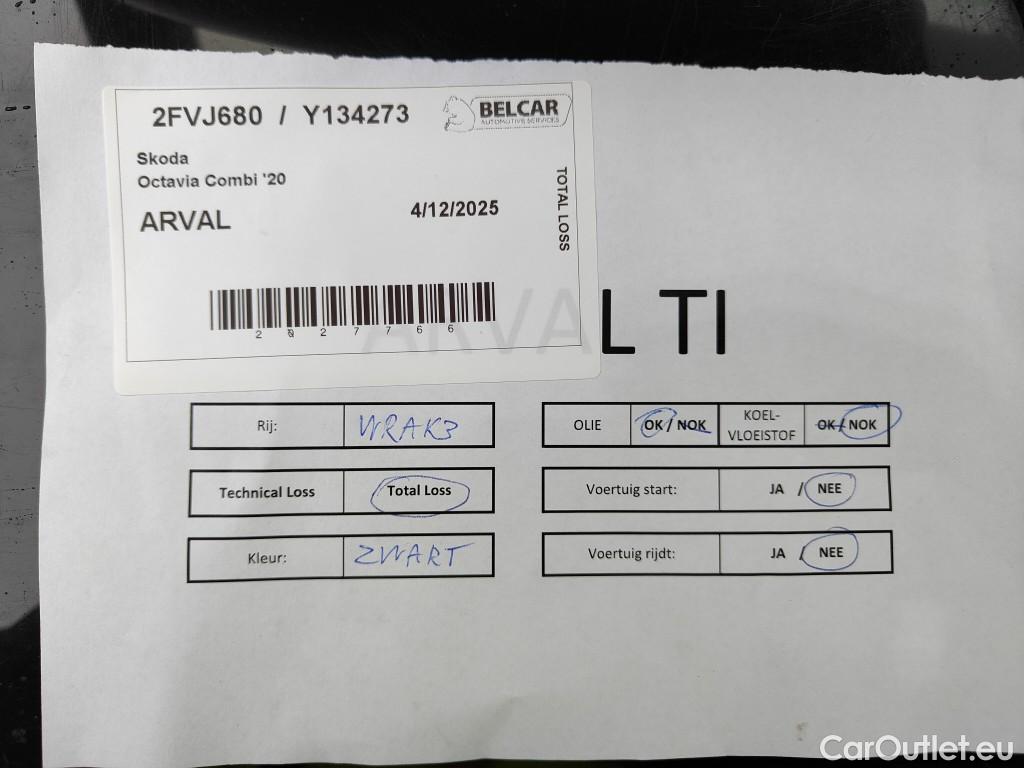 2FVJ680 / Y134273
BELCAR
AUTOMOTIVE SERVICES
Skoda
Octavia Combi '20
ARVAL
4/12/2025
TOTAL LOSS
2027766
ARVAL TI
Rij: WRAK3
OLIE OK / NOK KOEL-VLOEISTOF OK / NOK
Technical Loss Total Loss
Voertuig start: JA / NEE
Kleur: ZWART
Voertuig rijdt: JA / NEE
CarOutlet.eu